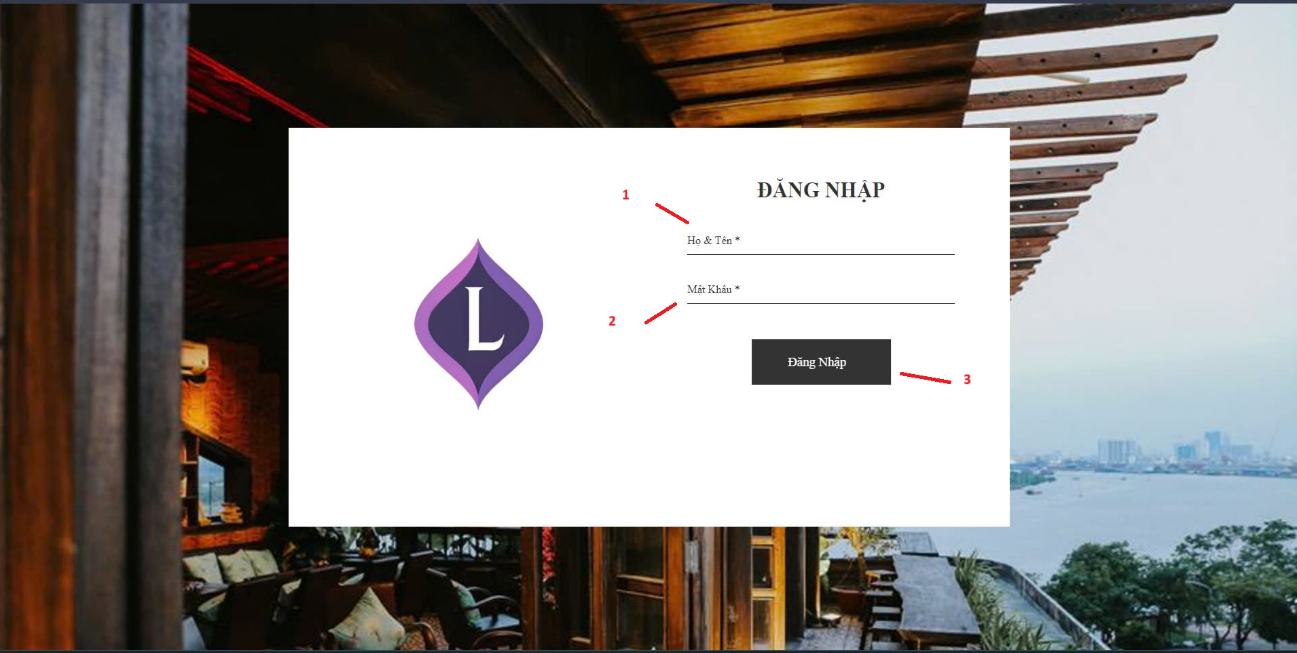 ĐĂNG NHẬP
1
Họ & Tên *
Mật Khẩu *
2
L
Đăng Nhập
3